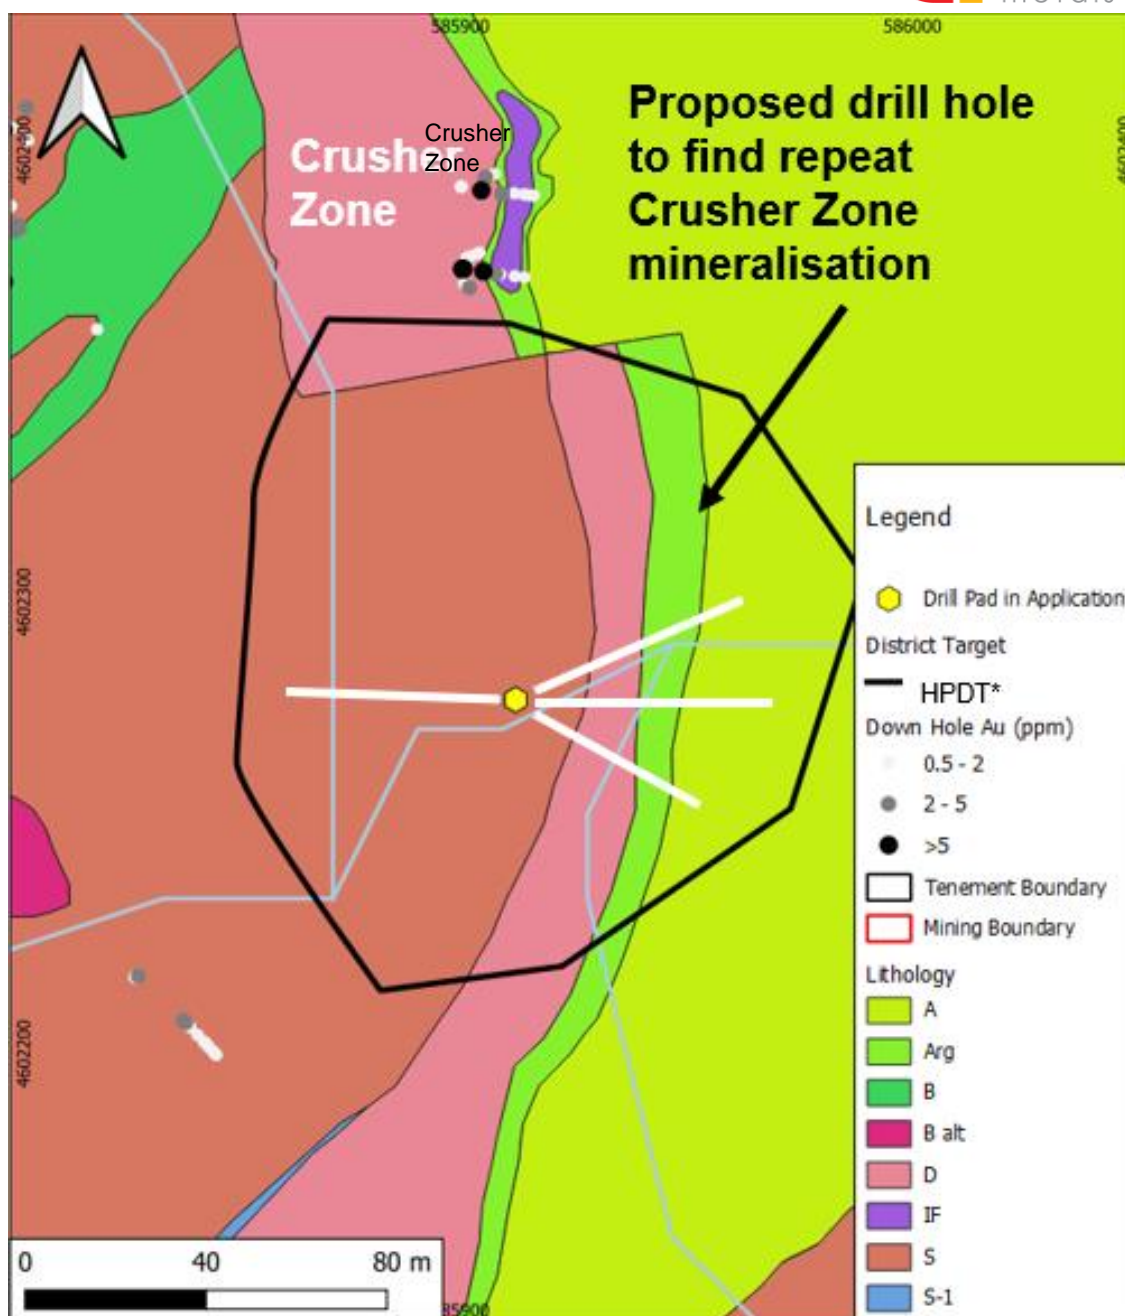 585900
586000
4602400
4602400
Crusher
Zone
Crusher
Zone
Proposed drill hole
to find repeat
Crusher Zone
mineralisation
4602300
4602200
Legend
Drill Pad in Application
District Target
HPDT*
Down Hole Au (ppm)
0.5 - 2
2 - 5
>5
Tenement Boundary
Mining Boundary
Lithology
A
Arg
B
B alt
D
IF
S
S-1
0 40 80 m
85900